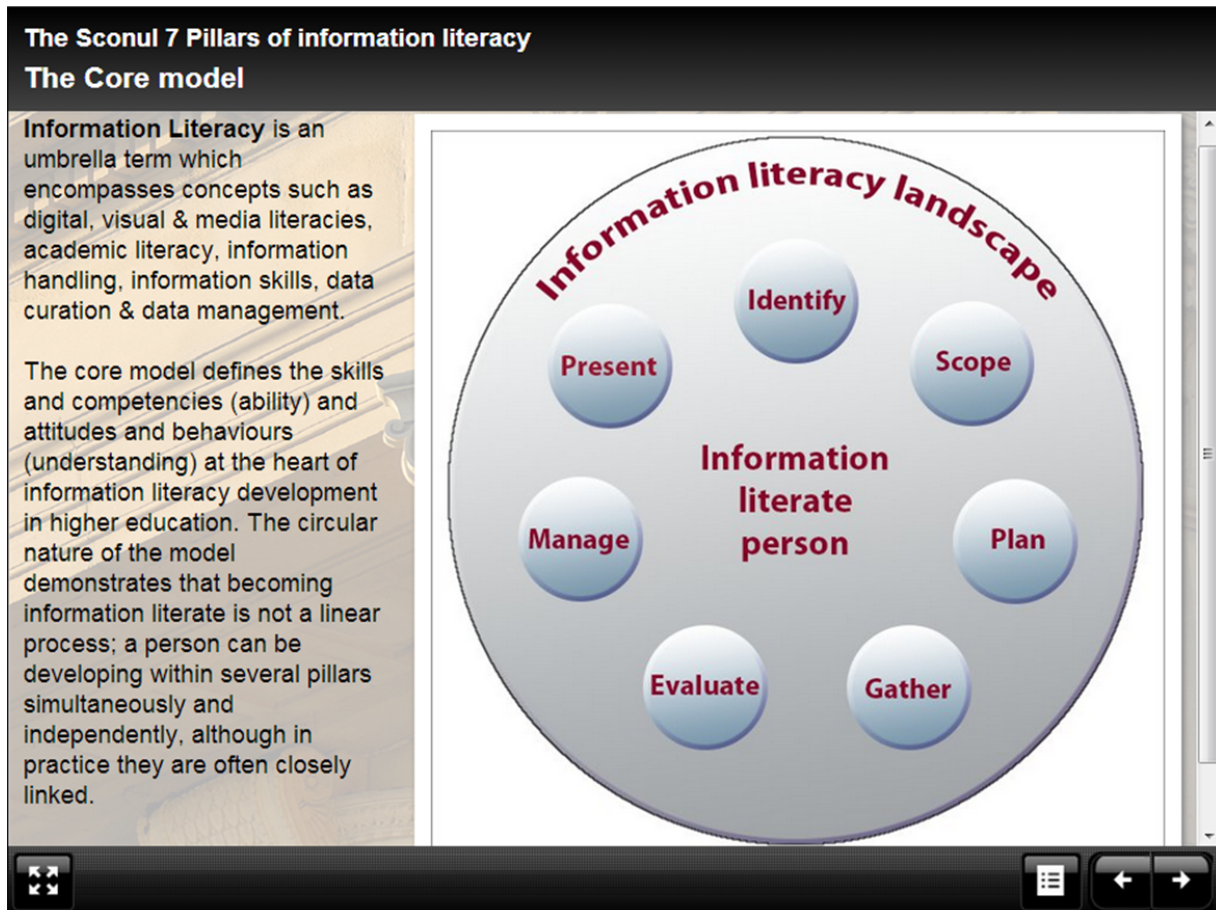 The Sconul 7 Pillars of information literacy
The Core model
Information Literacy is an
umbrella term which
encompasses concepts such as
digital, visual & media literacies,
academic literacy, information
handling, information skills, data
curation & data management.
The core model defines the skills
and competencies (ability) and
attitudes and behaviours
(understanding) at the heart of
information literacy development
in higher education. The circular
nature of the model
demonstrates that becoming
information literate is not a linear
process; a person can be
developing within several pillars
simultaneously and
independently, although in
practice they are often closely
linked.
Information literacy landscape
Identify
Scope
Plan
Gather
Evaluate
Manage
Present
Information
literate
person